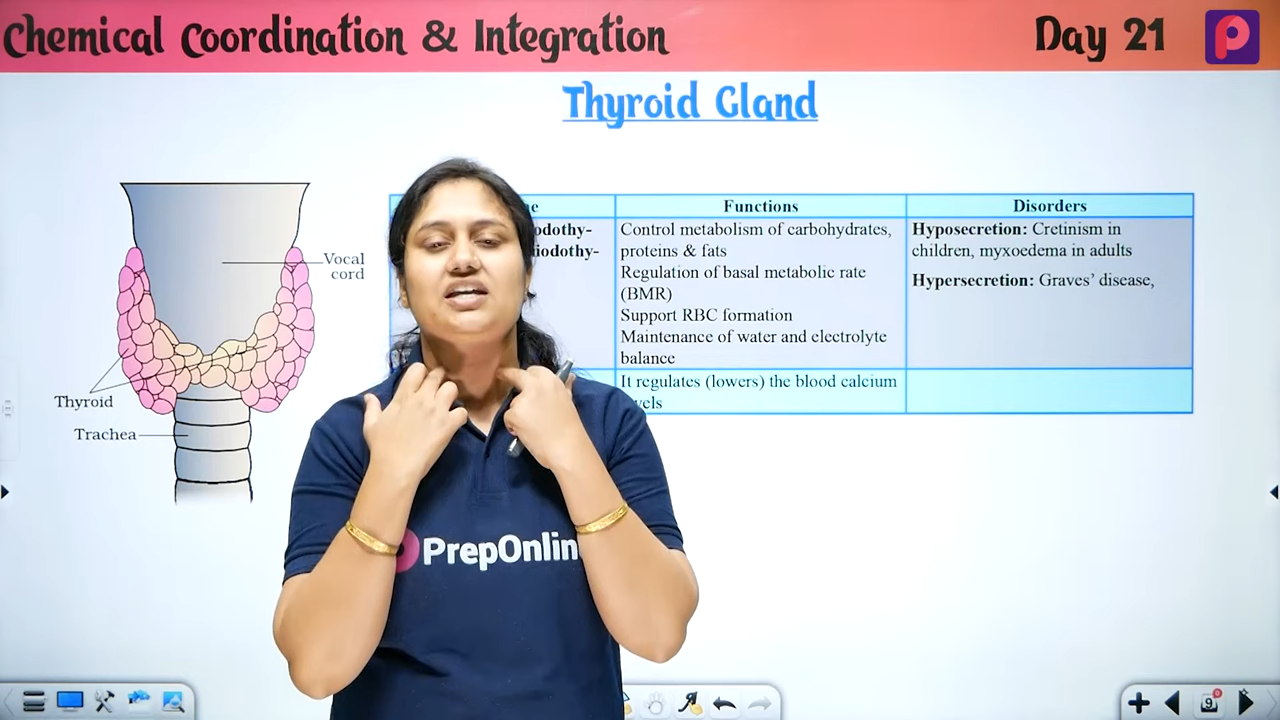 Chemical Coordination & Integration
Day 21
Thyroid Gland
Vocal
cord
Thyroid
Trachea
Functions
Disorders
Control metabolism of carbohydrates,
proteins & fats
Regulation of basal metabolic rate
(BMR)
Support RBC formation
Maintenance of water and electrolyte
balance
Hyposecretion: Cretinism in
children, myxoedema in adults
Hypersecretion: Graves’ disease,
It regulates (lowers) the blood calcium
PrepOnlin
9